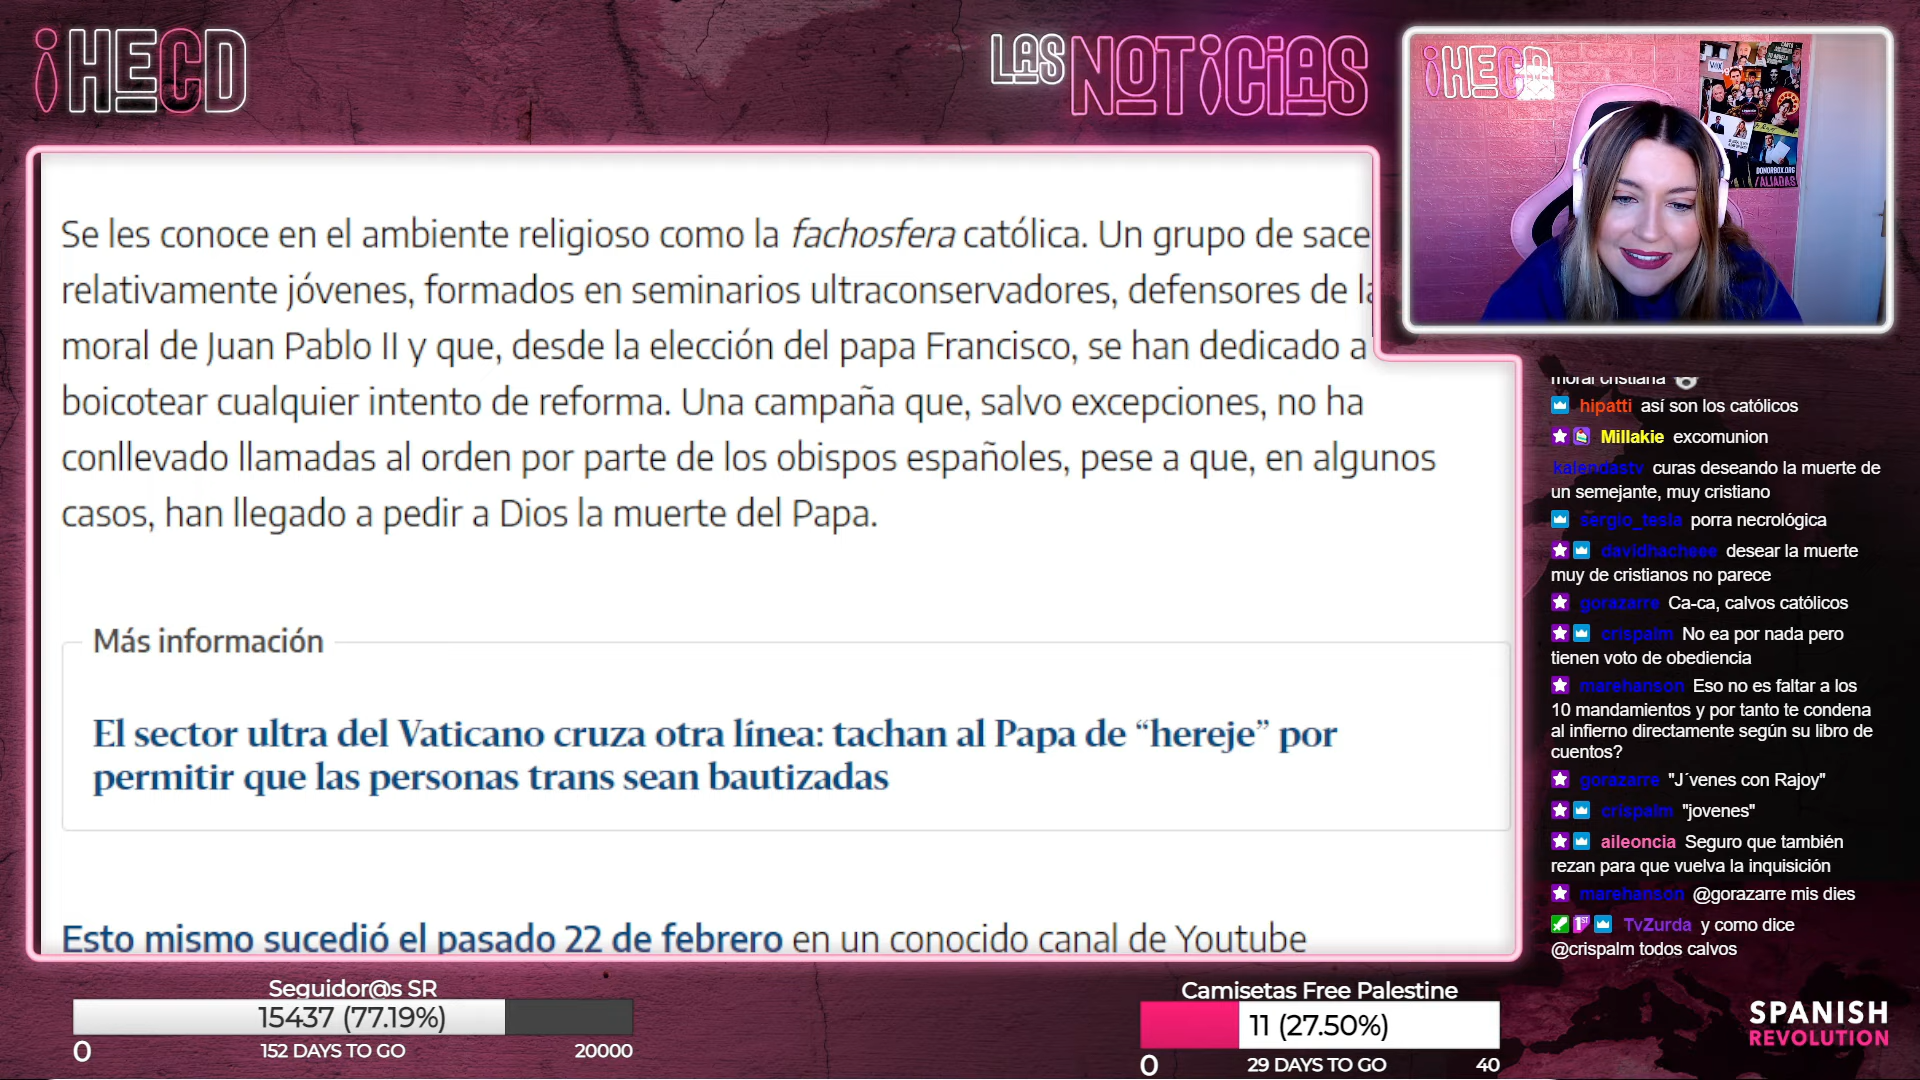 ¡HECD
LAS NOTICIAS
¡HECD
VOX
DONORBOX.ORG
/ALIADAS
Se les conoce en el ambiente religioso como la fachosfera católica. Un grupo de sace
relativamente jóvenes, formados en seminarios ultraconservadores, defensores de la
moral de Juan Pablo II y que, desde la elección del papa Francisco, se han dedicado a
boicotear cualquier intento de reforma. Una campaña que, salvo excepciones, no ha
conllevado llamadas al orden por parte de los obispos españoles, pese a que, en algunos
casos, han llegado a pedir a Dios la muerte del Papa.
Más información
El sector ultra del Vaticano cruza otra línea: tachan al Papa de “hereje” por
permitir que las personas trans sean bautizadas
Esto mismo sucedió el pasado 22 de febrero en un conocido canal de Youtube
moral cristiana
hipatti así son los católicos
Millakie excomunion
kalendastv curas deseando la muerte de
un semejante, muy cristiano
sergio_tesla porra necrológica
davidhacheee desear la muerte
muy de cristianos no parece
gorazarre Ca-ca, calvos católicos
crispalm No ea por nada pero
tienen voto de obediencia
marehanson Eso no es faltar a los
10 mandamientos y por tanto te condena
al infierno directamente según su libro de
cuentos?
gorazarre "J´venes con Rajoy"
crispalm "jovenes"
aileoncia Seguro que también
rezan para que vuelva la inquisición
marehanson @gorazarre mis dies
1ST TvZurda y como dice
@crispalm todos calvos
Seguidor@s SR
15437 (77.19%)
0 152 DAYS TO GO 20000
Camisetas Free Palestine
11 (27.50%)
0 29 DAYS TO GO 40
SPANISH
REVOLUTION